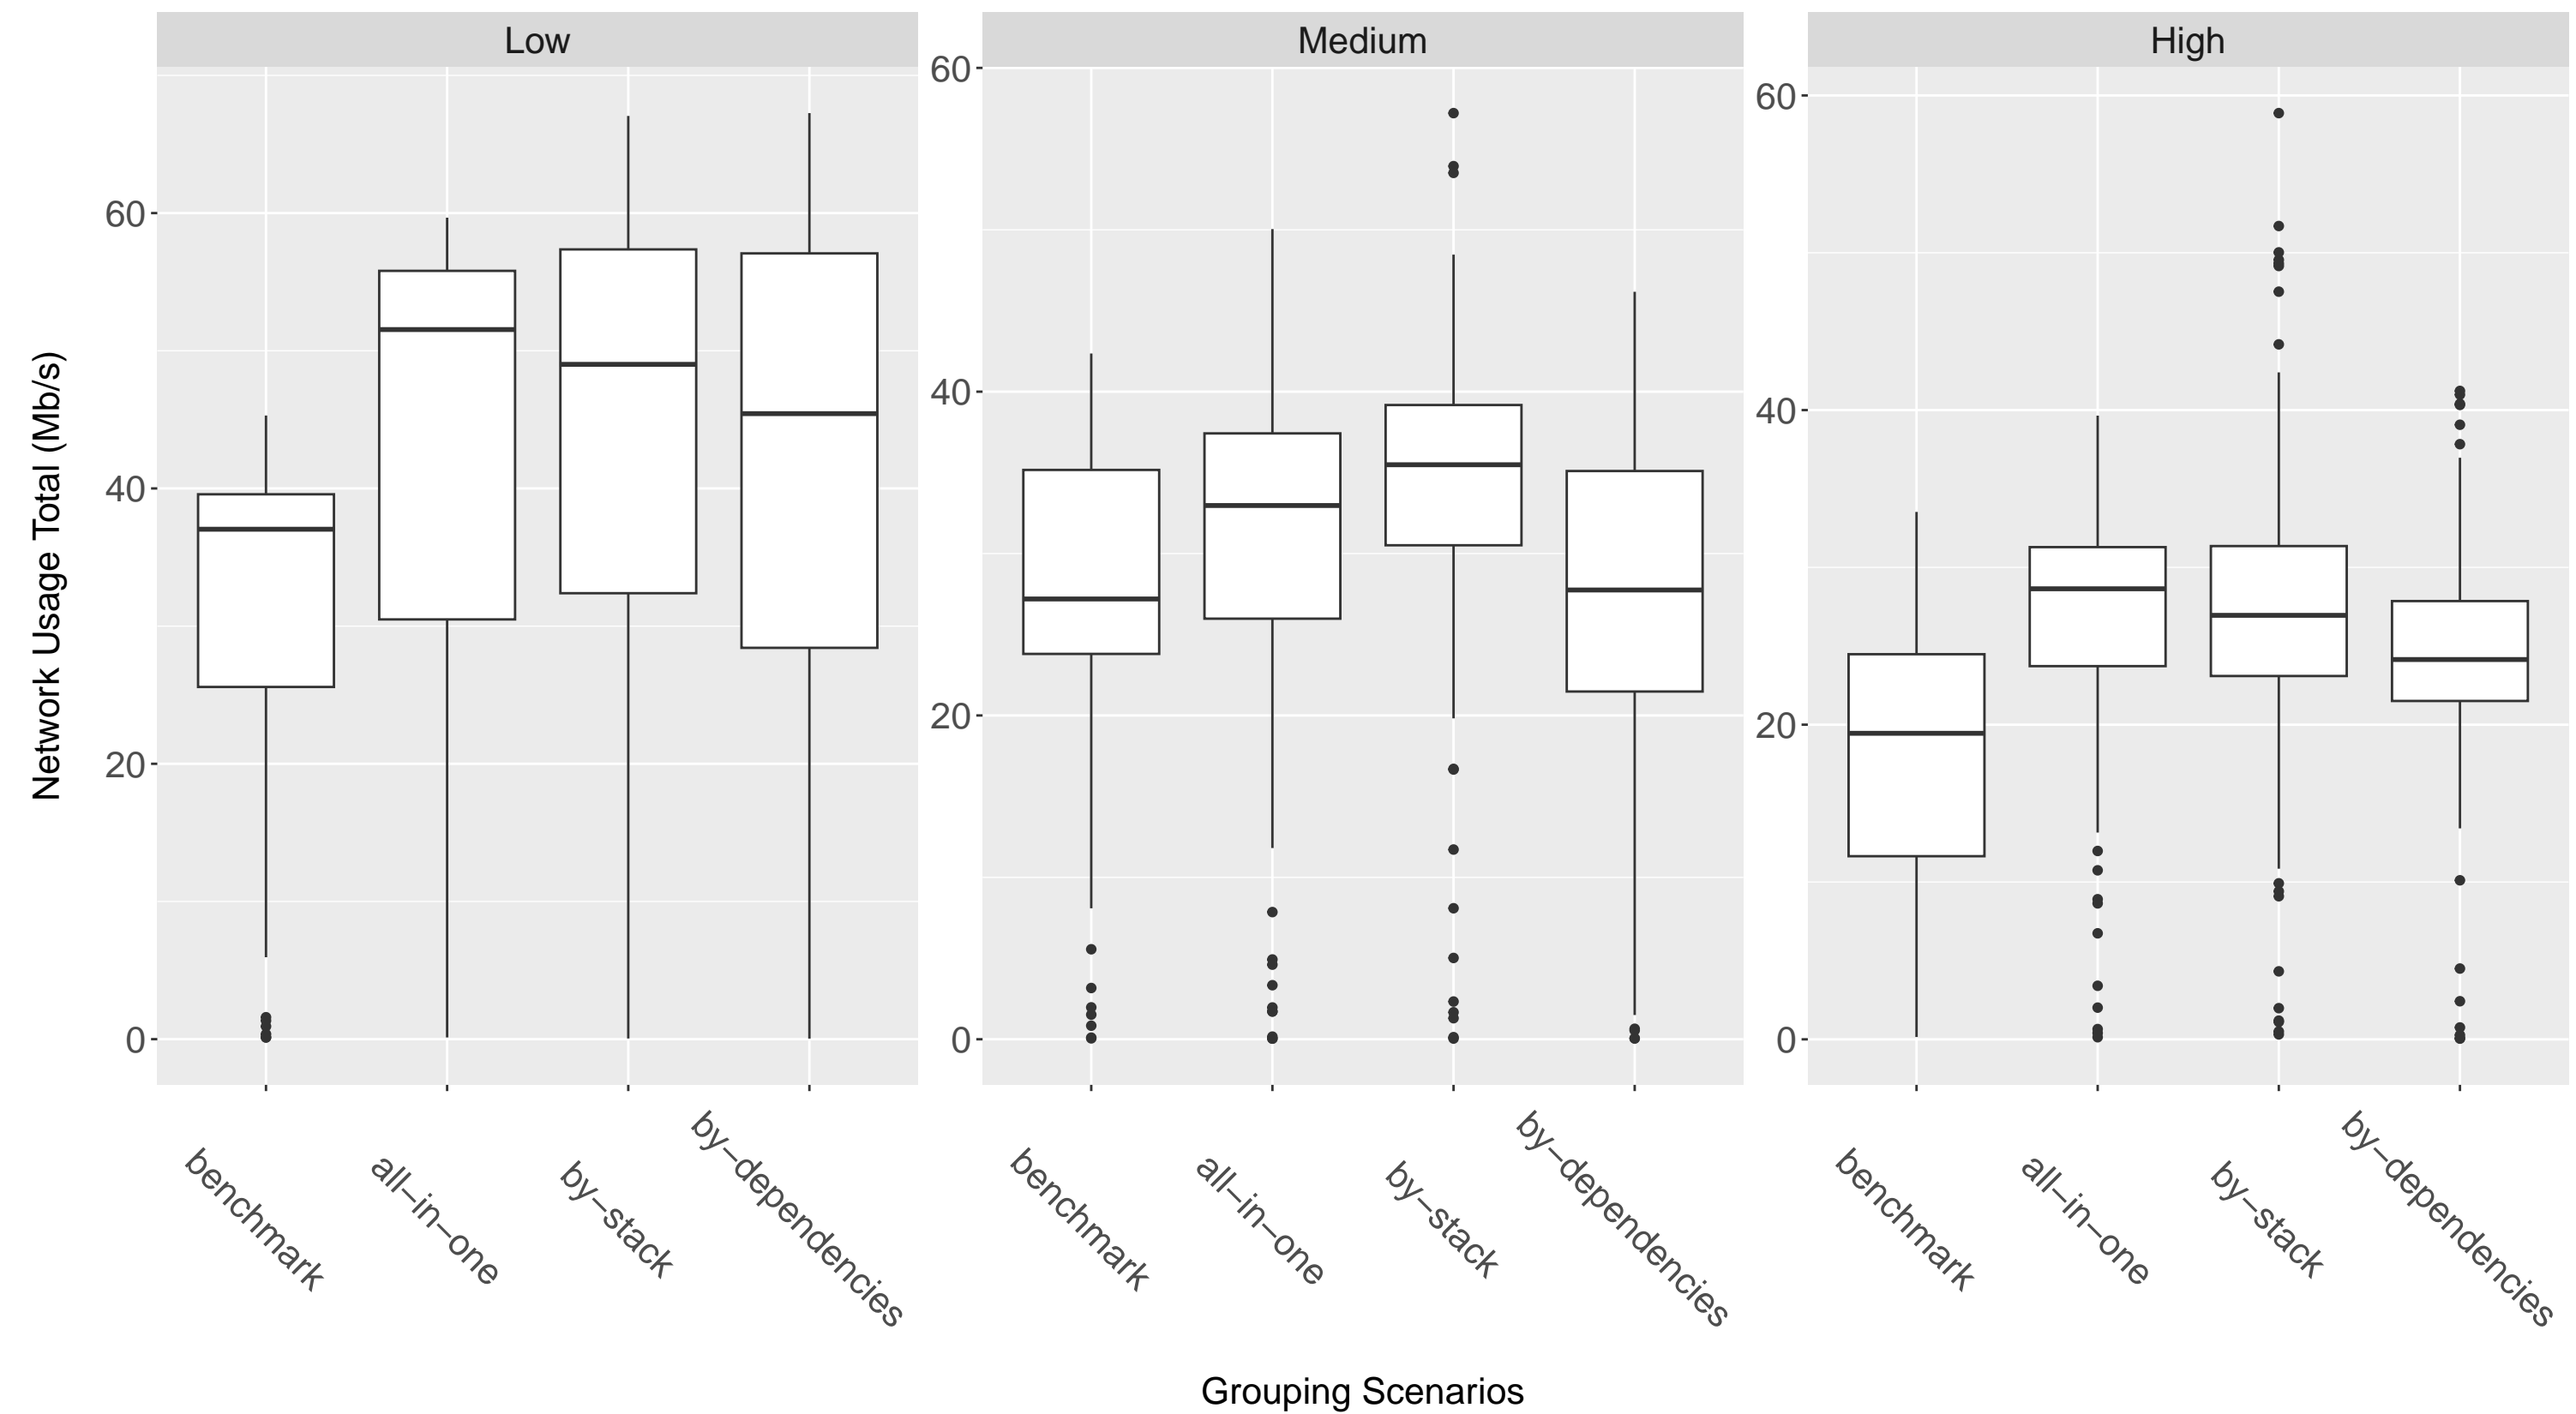 Low
Medium
High
Network Usage Total (Mb/s)
60
40
20
0
60
40
20
0
60
40
20
0
benchmark
all−in−one
by−stack
by−dependencies
benchmark
all−in−one
by−stack
by−dependencies
benchmark
all−in−one
by−stack
by−dependencies
Grouping Scenarios